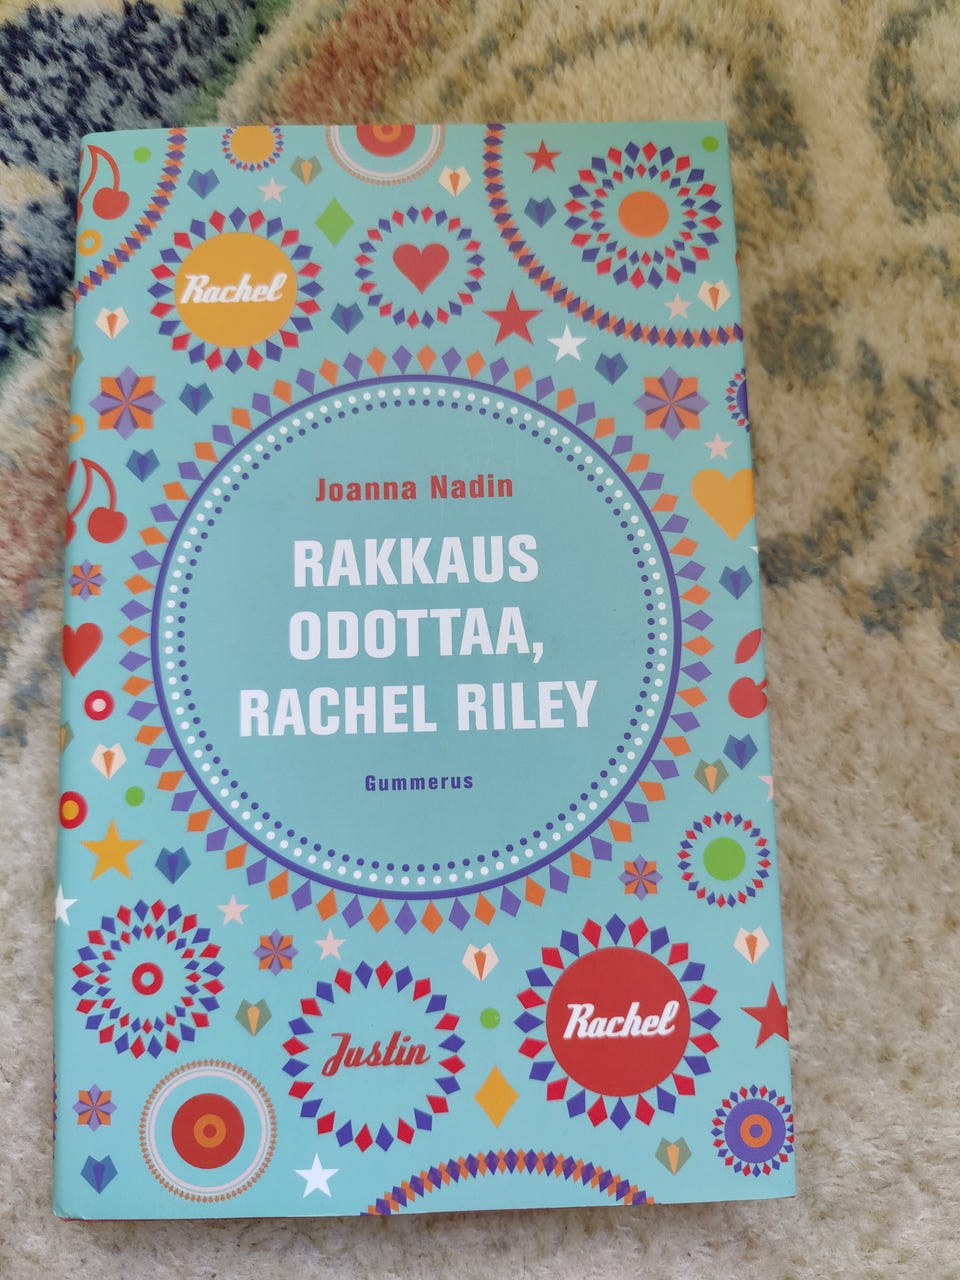 Rachel
Joanna Nadin
RAKKAUS
ODOTTAA,
RACHEL RILEY
Gummerus
Justin
Rachel